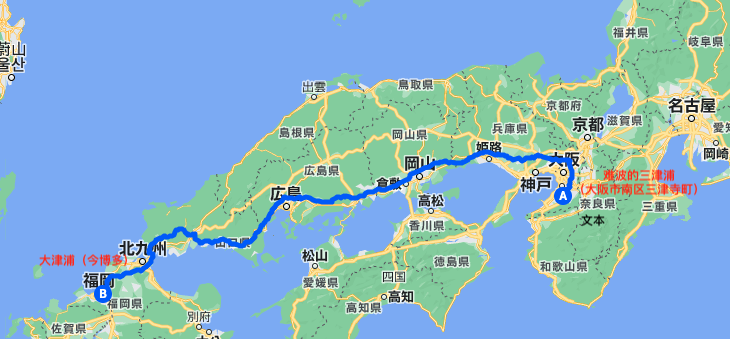 福井県
岐阜県
蔚山
울산
出雲
鳥取県
京都府
名古屋
滋賀県
京都
愛知
島根県
岡山県
兵庫県
姫路
大阪
岡崎
広島県
岡山
倉敷
神戸
難波的三津浦
(大阪市南区三津寺町)
A
広島
高松
奈良県
文本
三重県
香川県
山口県
北九州
大津浦（今博多）
松山
徳島県
和歌山県
福岡
四国
愛媛県
B
福岡県
高知
高知県
別府
佐賀県